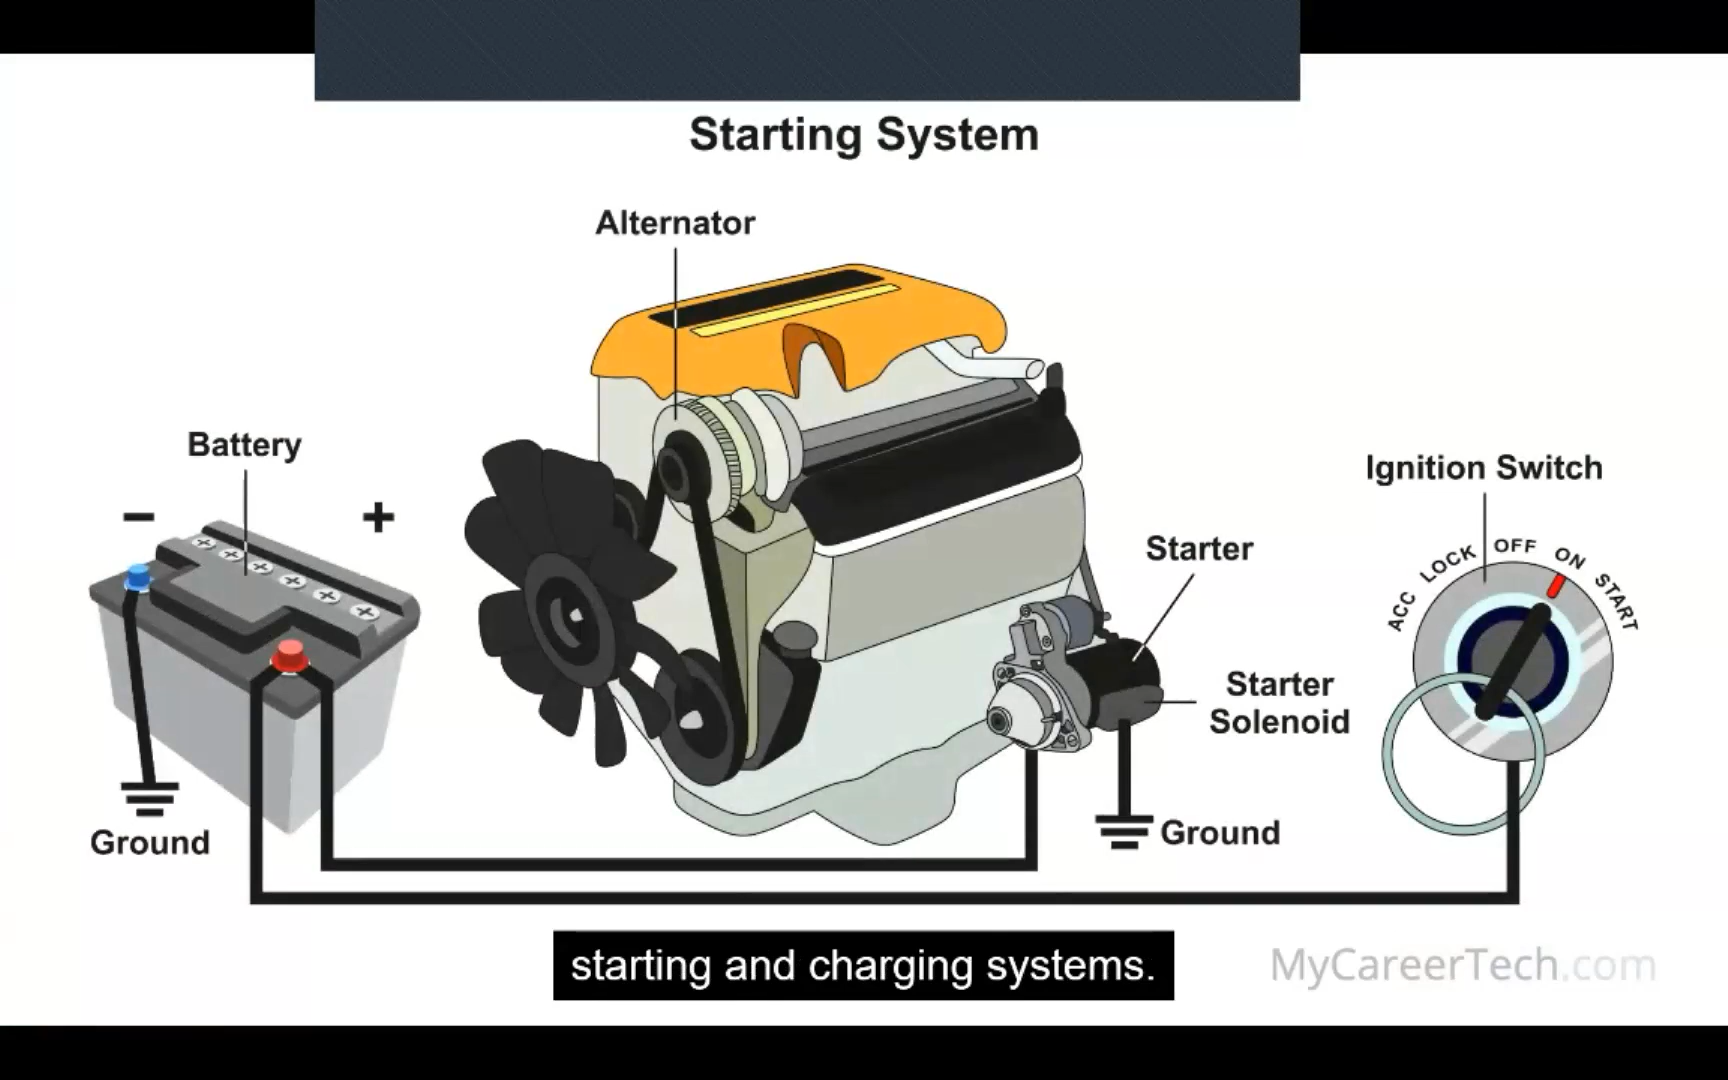 Starting System
Alternator
Battery
−
+
Ignition Switch
ACC LOCK OFF ON START
Starter
Starter
Solenoid
Ground
Ground
starting and charging systems.
MyCareerTech.com